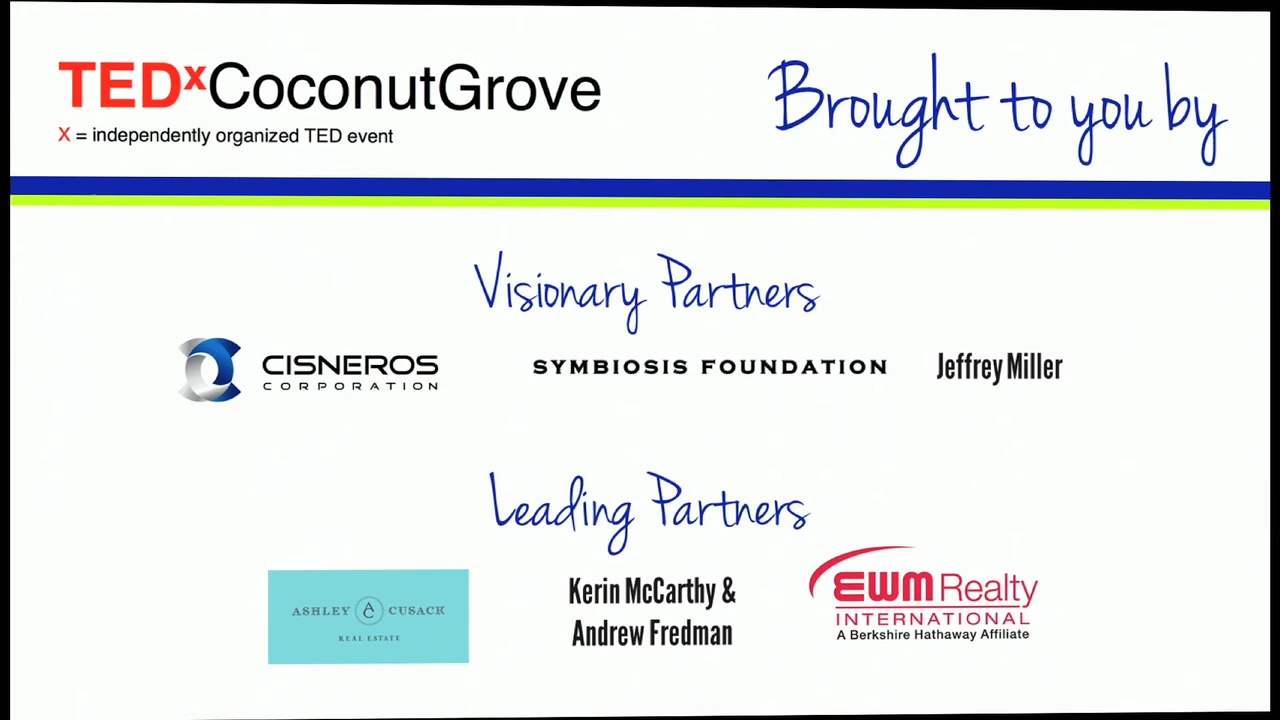 TEDxCoconutGrove
X = independently organized TED event
Brought to you by
Visionary Partners
CISNEROS
CORPORATION
SYMBIOSIS FOUNDATION
Jeffrey Miller
Leading Partners
ASHLEY AC CUSACK
REAL ESTATE
Kerin McCarthy &
Andrew Fredman
EWM Realty
INTERNATIONAL
A Berkshire Hathaway Affiliate